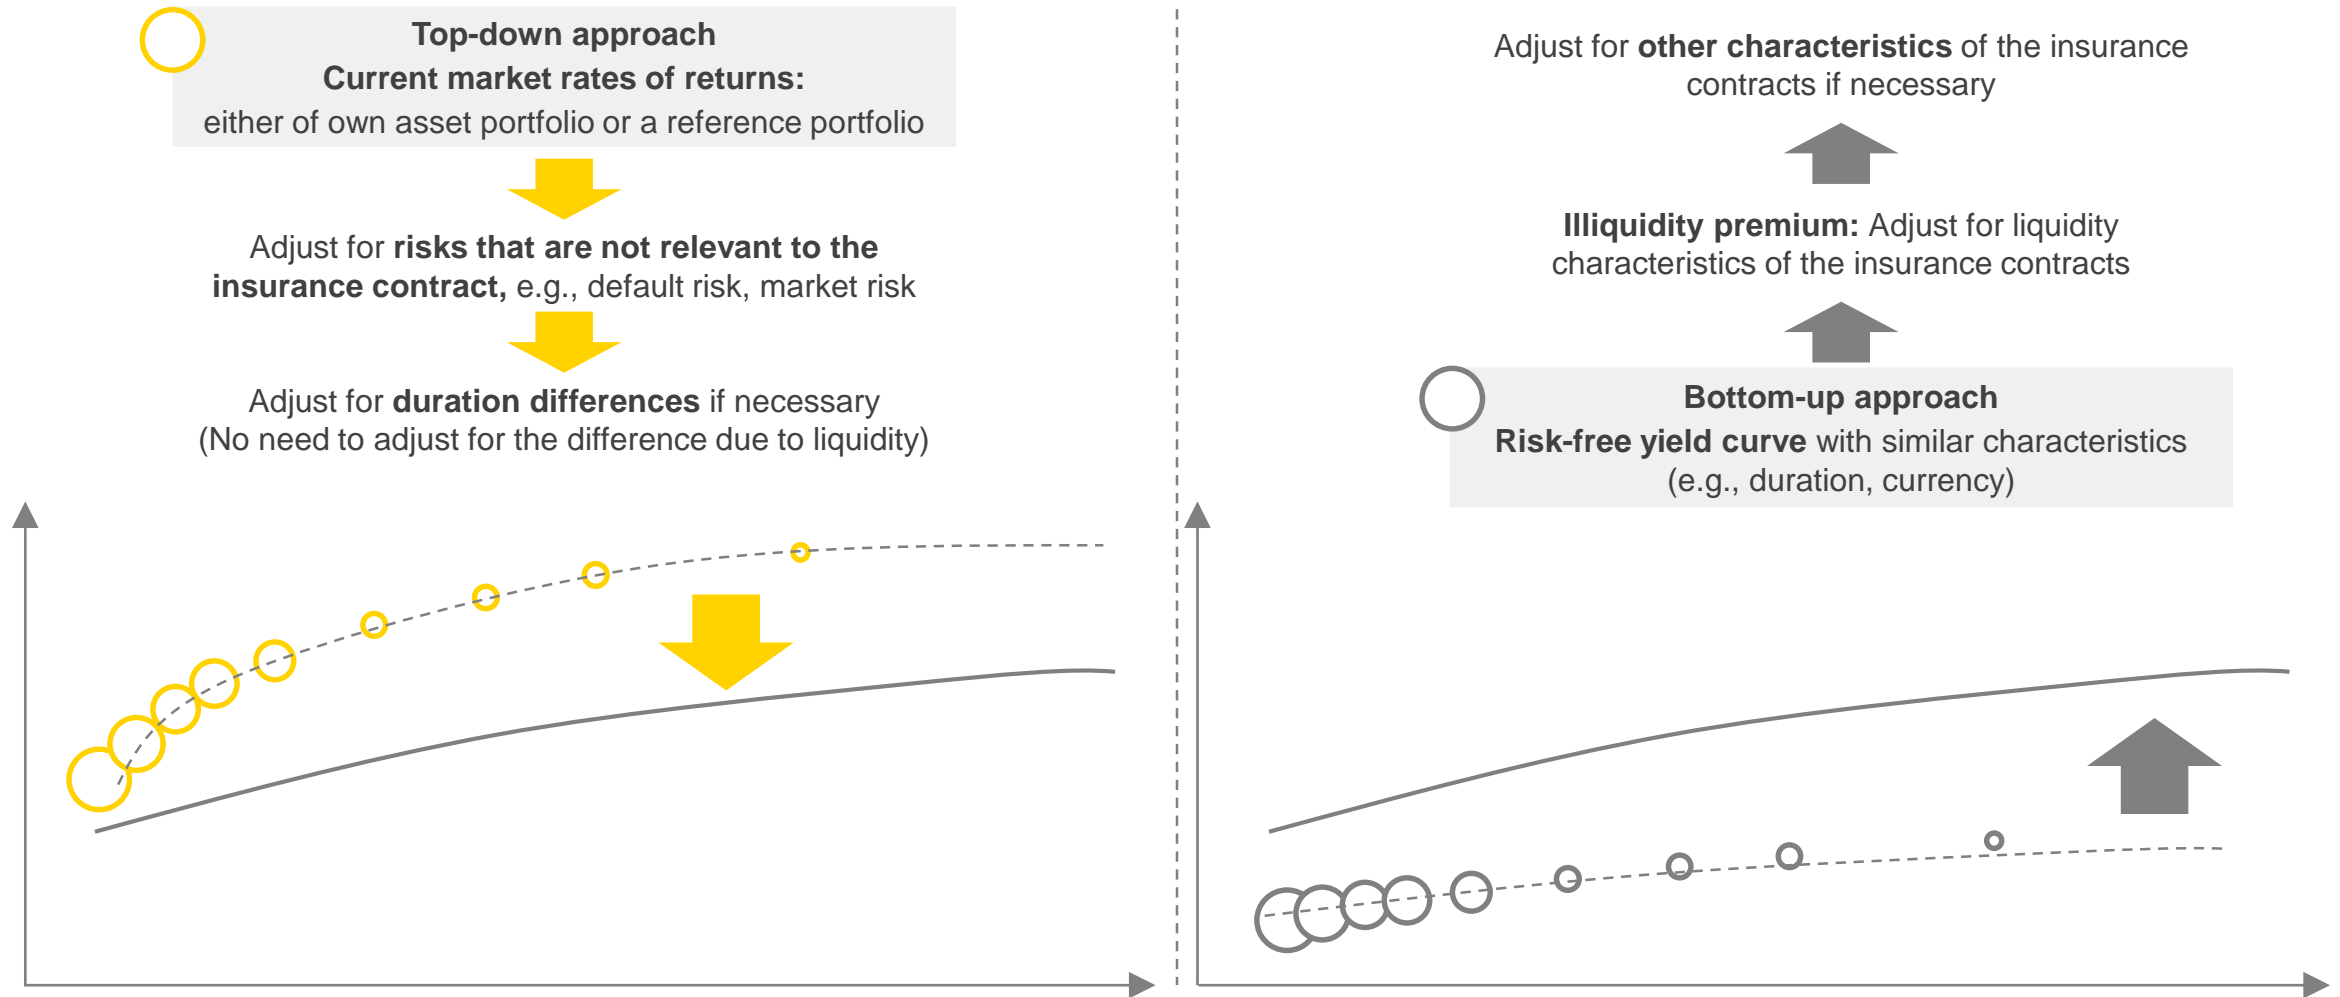 Top-down approach
Current market rates of returns:
either of own asset portfolio or a reference portfolio
Adjust for risks that are not relevant to the
insurance contract, e.g., default risk, market risk
Adjust for duration differences if necessary
(No need to adjust for the difference due to liquidity)
Adjust for other characteristics of the insurance
contracts if necessary
Illiquidity premium: Adjust for liquidity
characteristics of the insurance contracts
Bottom-up approach
Risk-free yield curve with similar characteristics
(e.g., duration, currency)